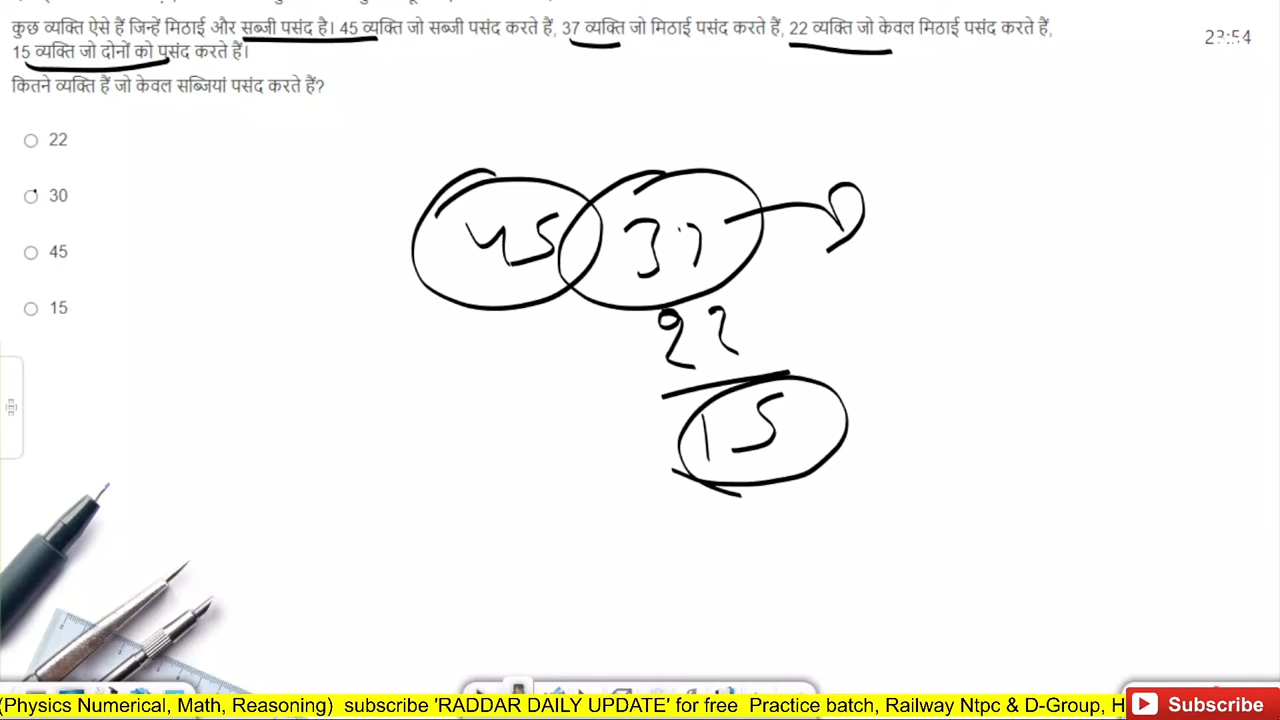 कुछ व्यक्ति ऐसे हैं जिन्हें मिठाई और सब्जी पसंद है। 45 व्यक्ति जो सब्जी पसंद करते हैं, 37 व्यक्ति जो मिठाई पसंद करते हैं, 22 व्यक्ति जो केवल मिठाई पसंद करते हैं,
23:54
15 व्यक्ति जो दोनों को पसंद करते हैं।
कितने व्यक्ति हैं जो केवल सब्जियां पसंद करते हैं?
22
30
45
15
45 37
22
15
(Physics Numerical, Math, Reasoning) subscribe 'RADDAR DAILY UPDATE' for free Practice batch, Railway Ntpc & D-Group, H
Subscribe